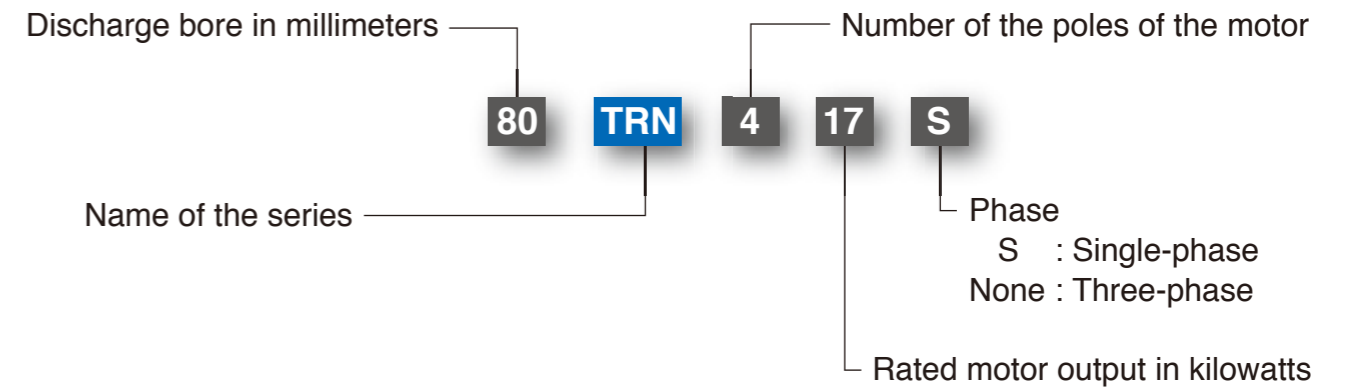 Discharge bore in millimeters
Number of the poles of the motor
80 TRN 4 17 S
Name of the series
Phase
S : Single-phase
None : Three-phase
Rated motor output in kilowatts